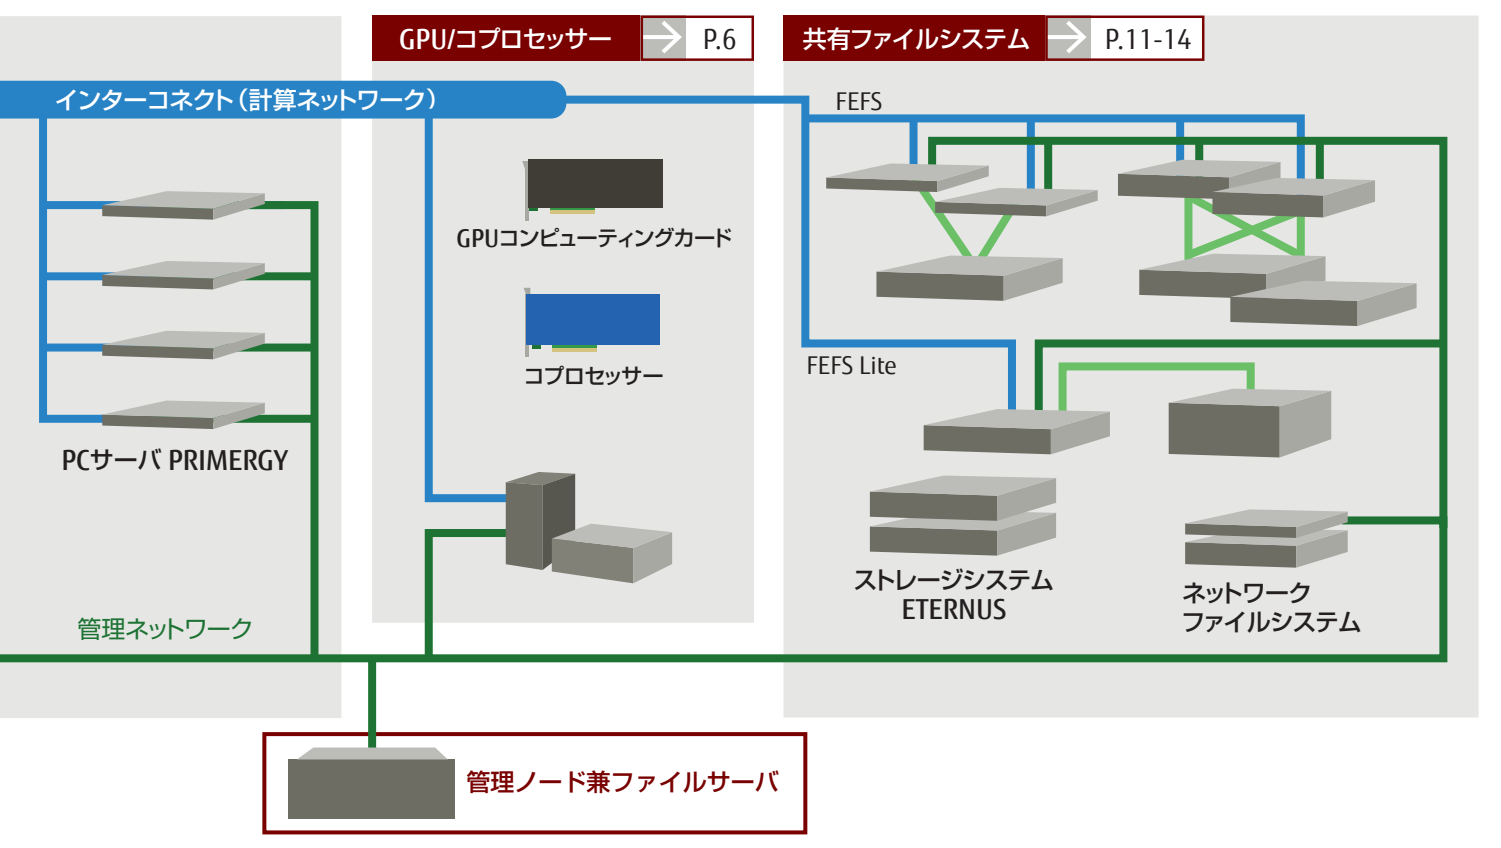 GPU/コプロセッサー
P.6
共有ファイルシステム
P.11-14
インターコネクト（計算ネットワーク）
FEFS
GPUコンピューティングカード
コプロセッサー
FEFS Lite
PCサーバ PRIMERGY
ストレージシステム
ETERNUS
ネットワーク
ファイルシステム
管理ネットワーク
管理ノード兼ファイルサーバ